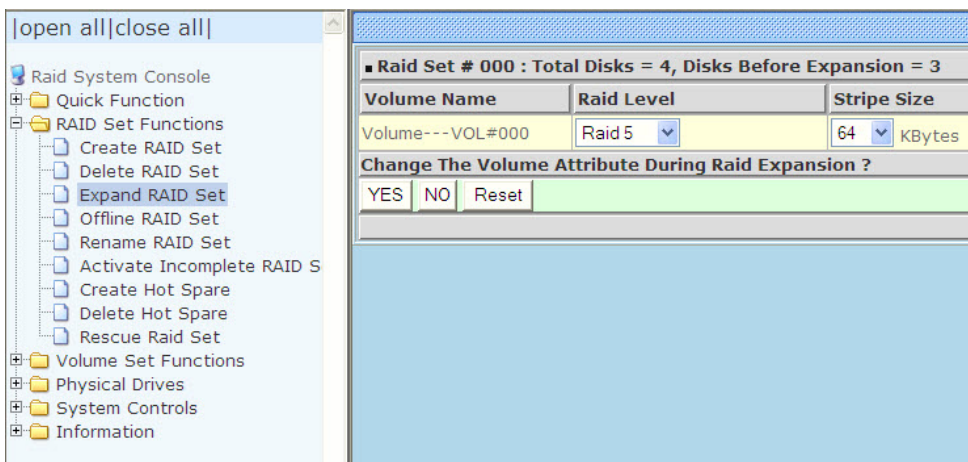 |open all|close all|
Raid System Console
Quick Function
RAID Set Functions
Create RAID Set
Delete RAID Set
Expand RAID Set
Offline RAID Set
Rename RAID Set
Activate Incomplete RAID S
Create Hot Spare
Delete Hot Spare
Rescue Raid Set
Volume Set Functions
Physical Drives
System Controls
Information
Raid Set # 000 : Total Disks = 4, Disks Before Expansion = 3
Volume Name Raid Level Stripe Size
Volume---VOL#000 Raid 5 64 KBytes
Change The Volume Attribute During Raid Expansion ?
YES NO Reset